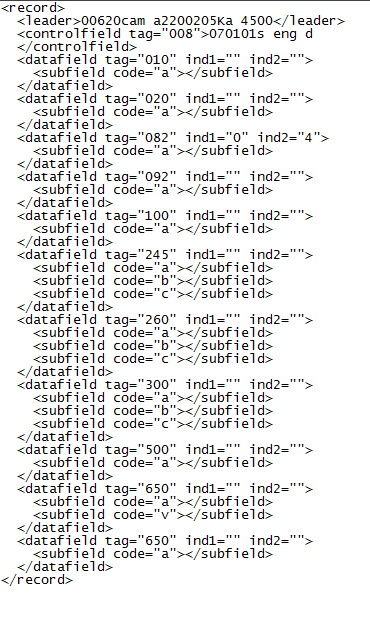 <record>
  <leader>00620cam a2200205Ka 4500</leader>
  <controlfield tag="008">070101s eng d
  </controlfield>
  <datafield tag="010" ind1="" ind2="">
    <subfield code="a"></subfield>
  </datafield>
  <datafield tag="020" ind1="" ind2="">
    <subfield code="a"></subfield>
  </datafield>
  <datafield tag="082" ind1="0" ind2="4">
    <subfield code="a"></subfield>
  </datafield>
  <datafield tag="092" ind1="" ind2="">
    <subfield code="a"></subfield>
  </datafield>
  <datafield tag="100" ind1="" ind2="">
    <subfield code="a"></subfield>
  </datafield>
  <datafield tag="245" ind1="" ind2="">
    <subfield code="a"></subfield>
    <subfield code="b"></subfield>
    <subfield code="c"></subfield>
  </datafield>
  <datafield tag="260" ind1="" ind2="">
    <subfield code="a"></subfield>
    <subfield code="b"></subfield>
    <subfield code="c"></subfield>
  </datafield>
  <datafield tag="300" ind1="" ind2="">
    <subfield code="a"></subfield>
    <subfield code="b"></subfield>
    <subfield code="c"></subfield>
  </datafield>
  <datafield tag="500" ind1="" ind2="">
    <subfield code="a"></subfield>
  </datafield>
  <datafield tag="650" ind1="" ind2="">
    <subfield code="a"></subfield>
    <subfield code="v"></subfield>
  </datafield>
  <datafield tag="650" ind1="" ind2="">
    <subfield code="a"></subfield>
  </datafield>
</record>